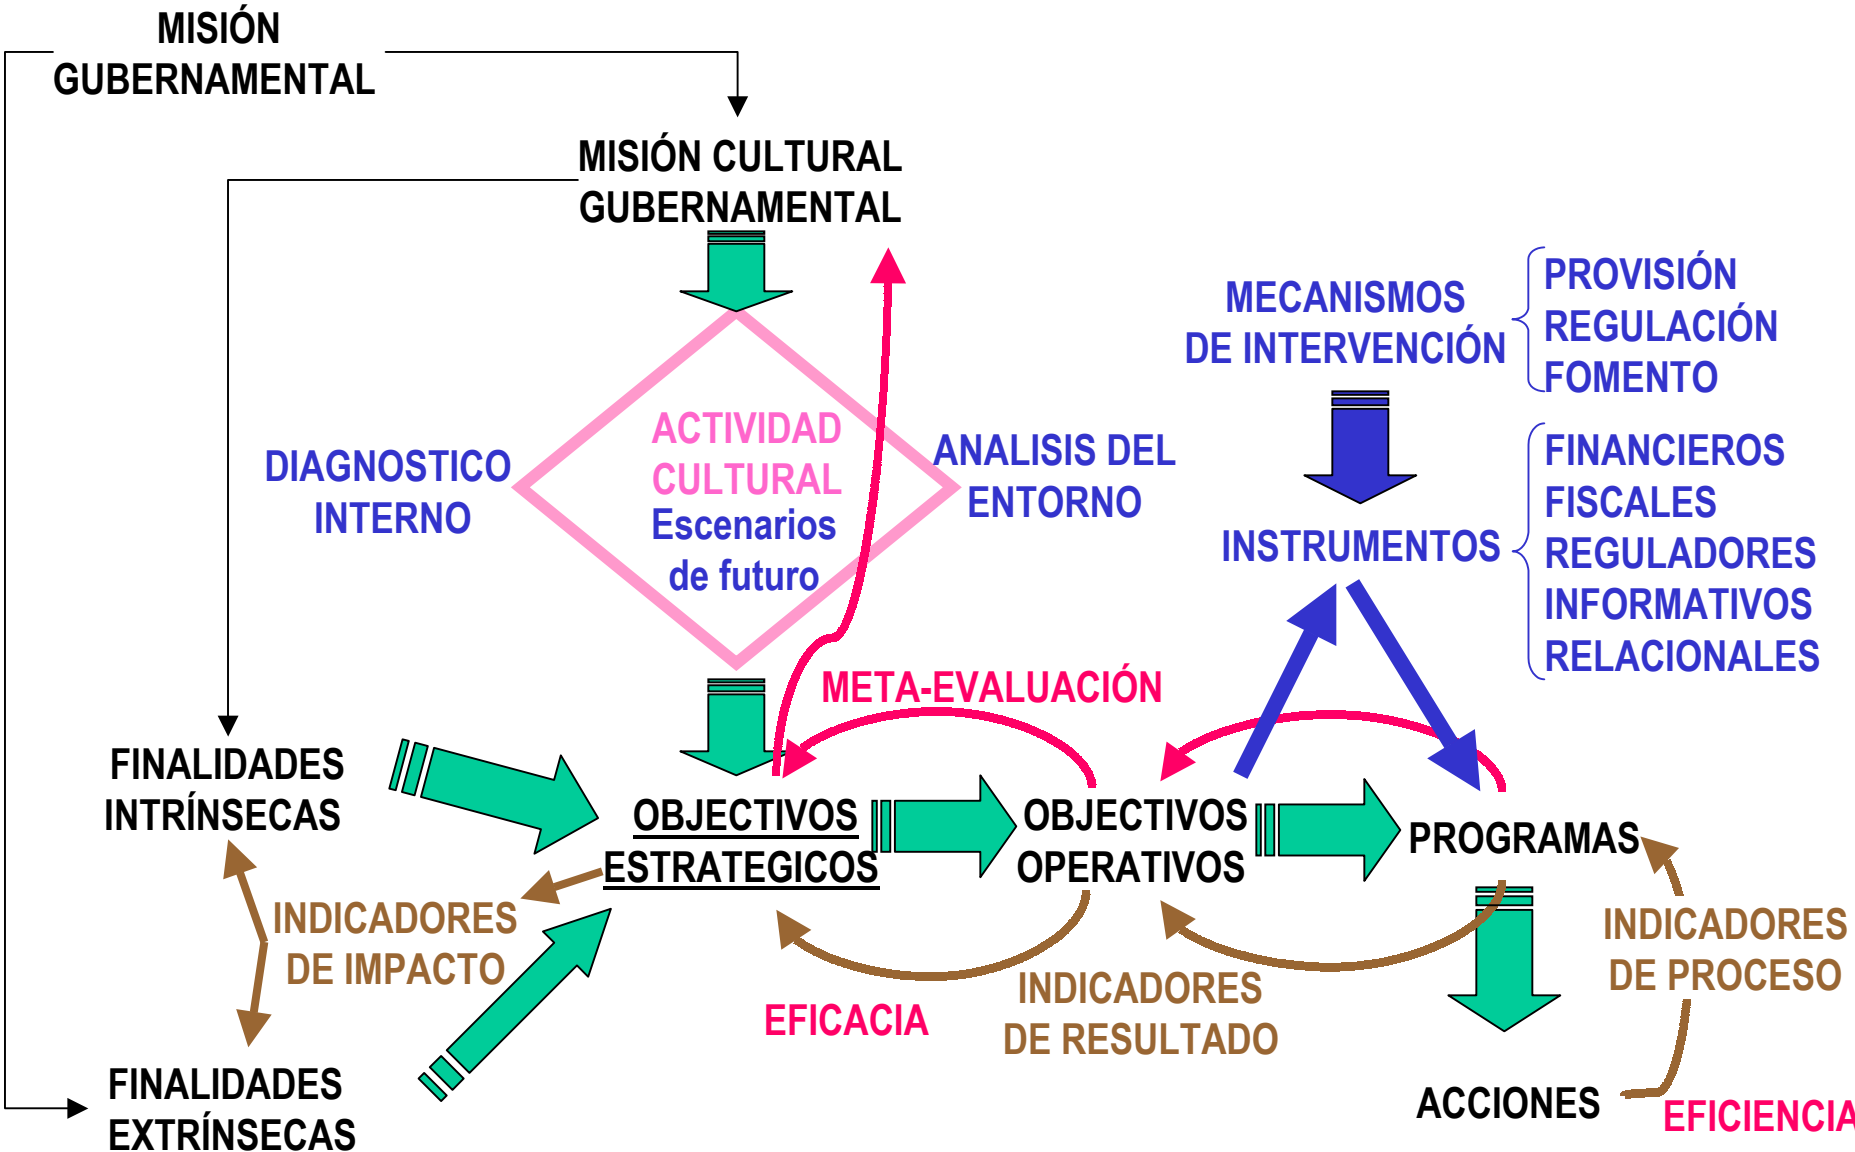 MISIÓN
GUBERNAMENTAL
MISIÓN CULTURAL
GUBERNAMENTAL
MECANISMOS
DE INTERVENCIÓN
PROVISIÓN
REGULACIÓN
FOMENTO
ACTIVIDAD
CULTURAL
Escenarios
de futuro
DIAGNOSTICO
INTERNO
ANALISIS DEL
ENTORNO
INSTRUMENTOS
FINANCIEROS
FISCALES
REGULADORES
INFORMATIVOS
RELACIONALES
META-EVALUACIÓN
FINALIDADES
INTRÍNSECAS
OBJECTIVOS
ESTRATEGICOS
OBJECTIVOS
OPERATIVOS
PROGRAMAS
INDICADORES
DE IMPACTO
INDICADORES
DE PROCESO
EFICACIA
INDICADORES
DE RESULTADO
FINALIDADES
EXTRÍNSECAS
ACCIONES
EFICIENCIA